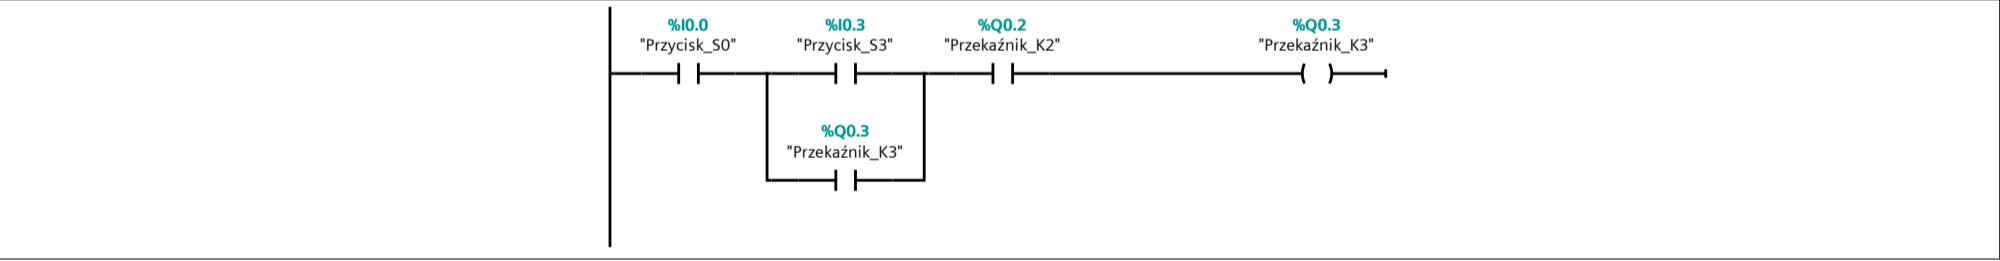 %I0.0
"Przycisk_S0"
%I0.3
"Przycisk_S3"
%Q0.2
"Przekaźnik_K2"
%Q0.3
"Przekaźnik_K3"
%Q0.3
"Przekaźnik_K3"